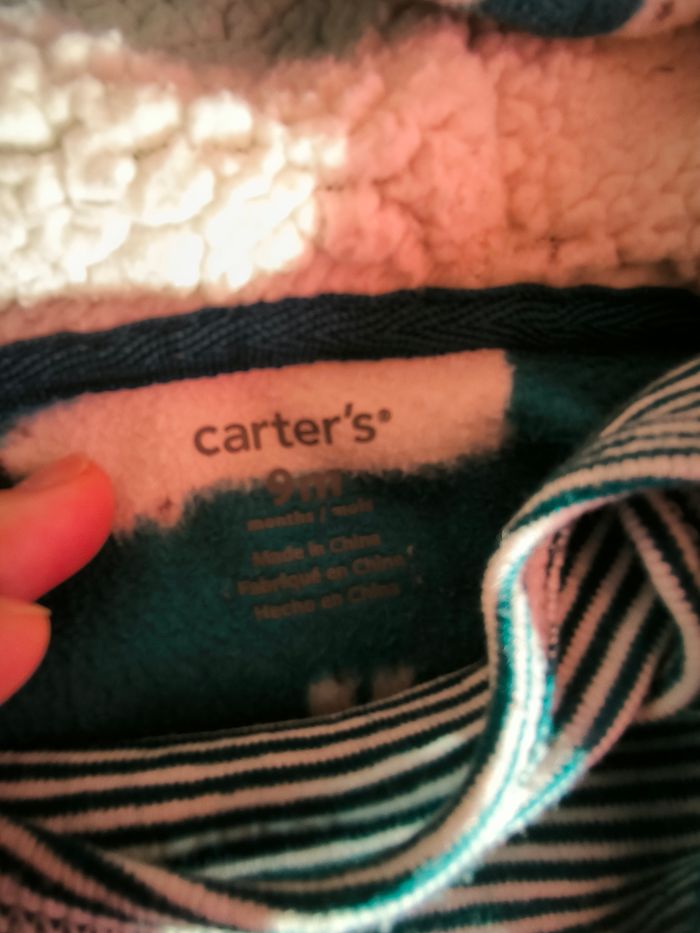 carter's®
9m
months / mois
Made in China
Fabriqué en Chine
Hecho en China